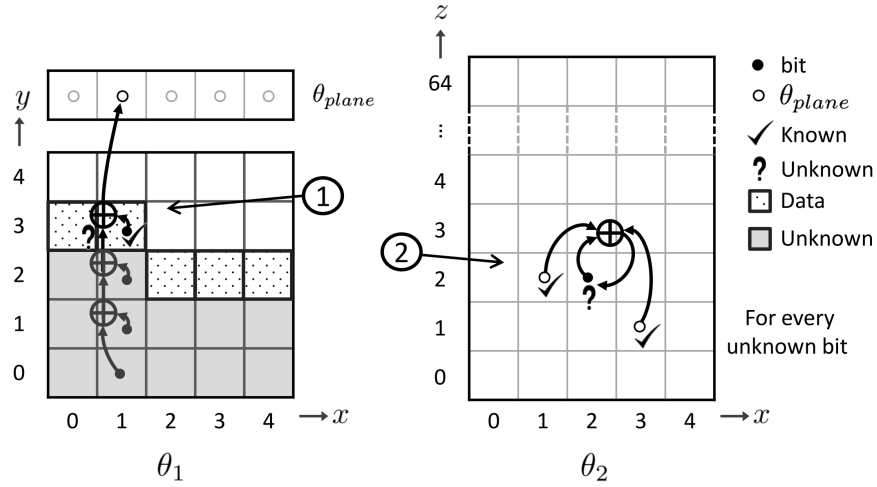 y
θplane
4
3
2
1
0
?
1
0 1 2 3 4
x
θ1
z
64
⋮
4
3
2
1
0
2
?
0 1 2 3 4
x
θ2
bit
θplane
Known
? Unknown
Data
Unknown
For every
unknown bit